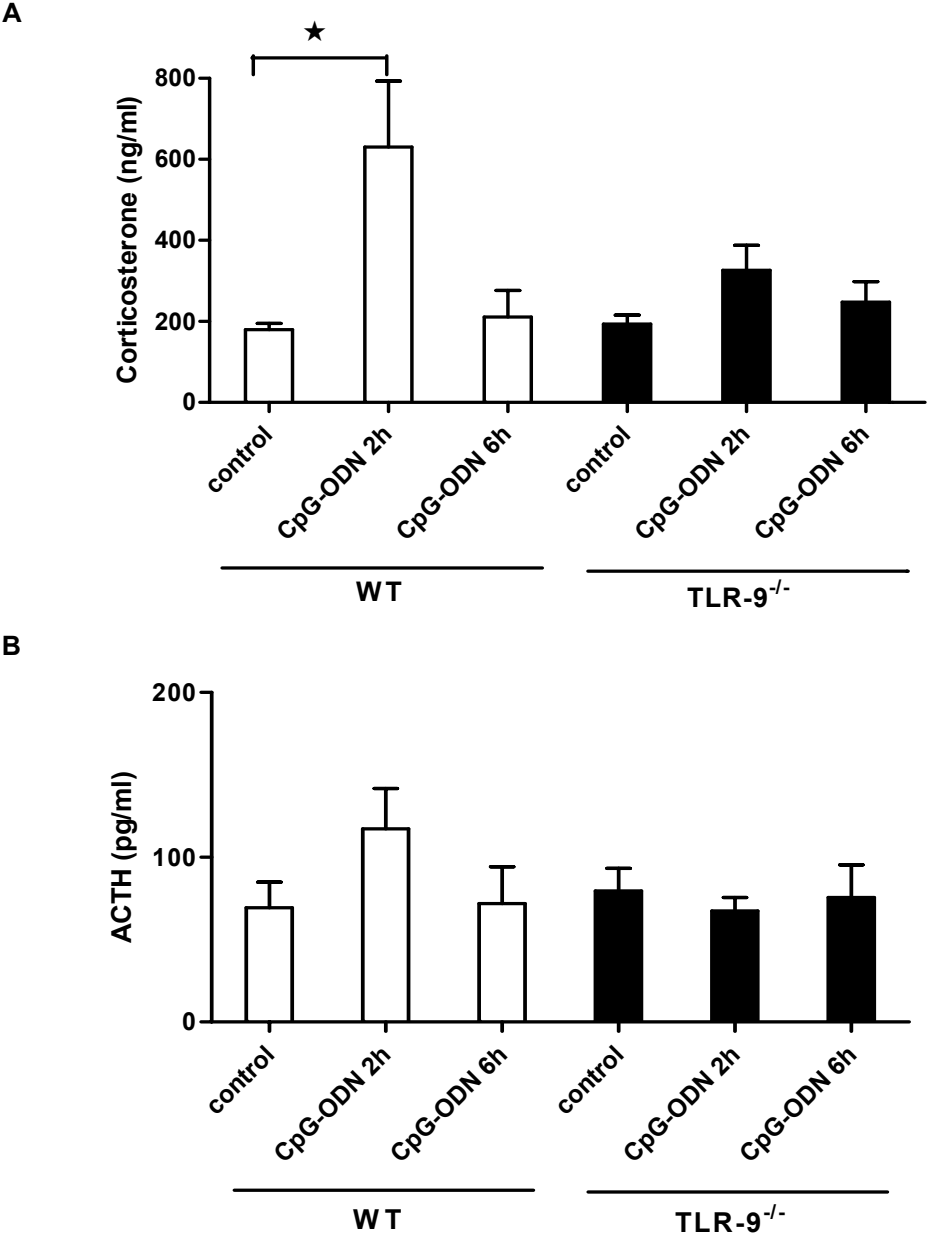 A
★
800
600
400
200
0
Corticosterone (ng/ml)
control
CpG-ODN 2h
CpG-ODN 6h
control
CpG-ODN 2h
CpG-ODN 6h
WT
TLR-9-/-
B
200
100
0
ACTH (pg/ml)
control
CpG-ODN 2h
CpG-ODN 6h
control
CpG-ODN 2h
CpG-ODN 6h
WT
TLR-9-/-